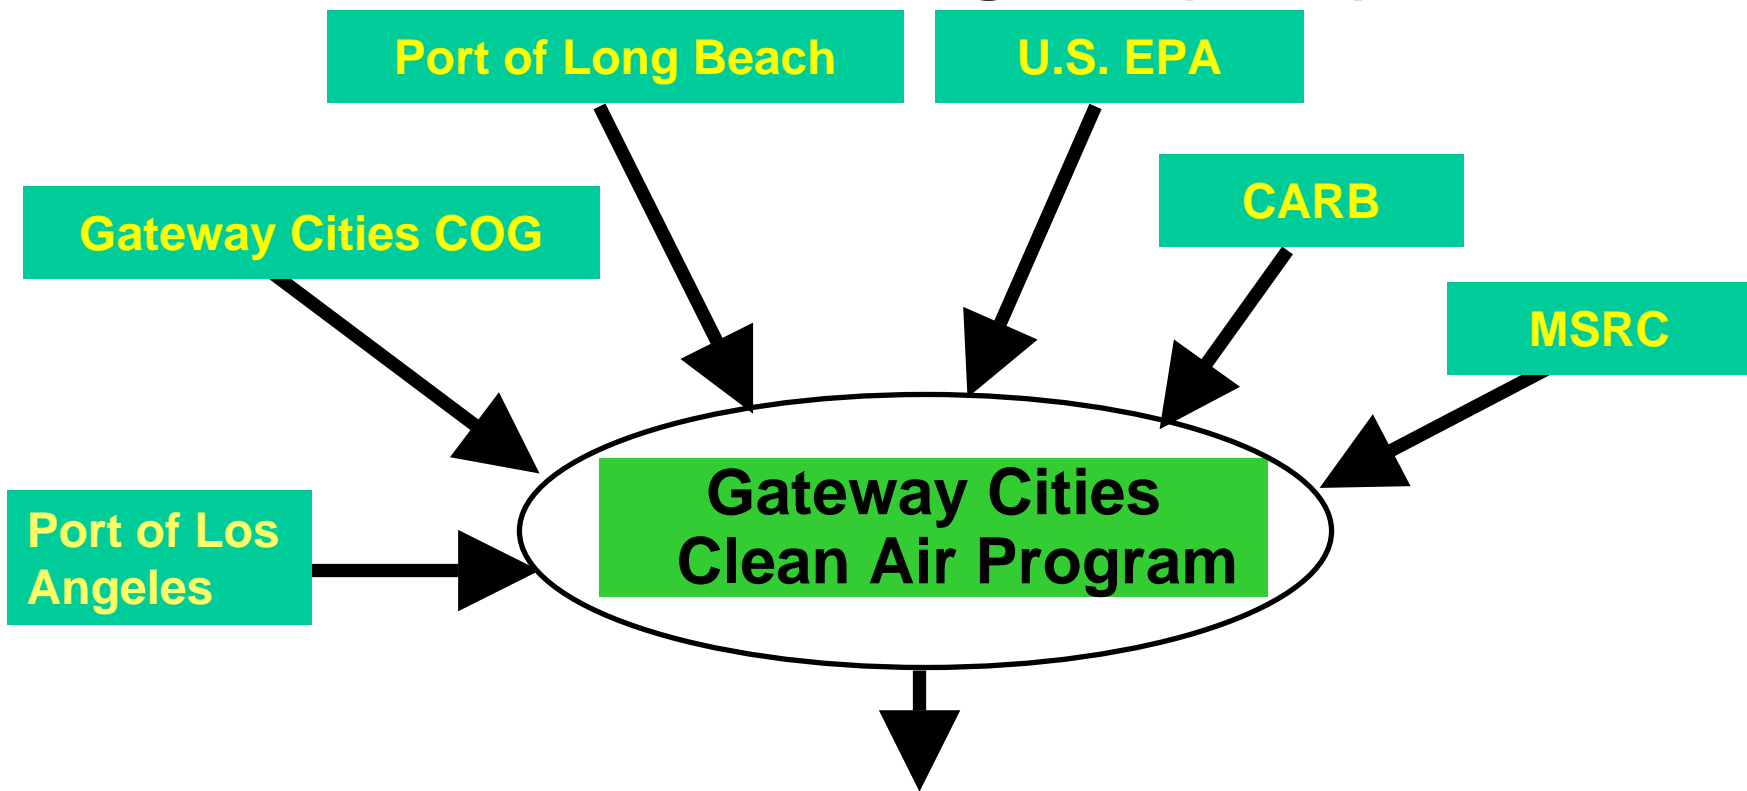 Port of Long Beach
U.S. EPA
CARB
Gateway Cities COG
MSRC
Gateway Cities
Clean Air Program
Port of Los
Angeles